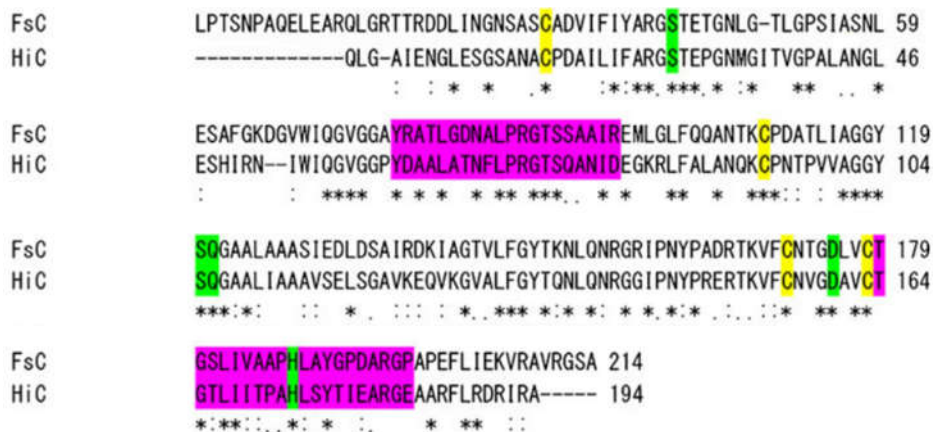 FsC LPTSNPAQELEARQLGRTTRDDLINGNSASCADVIFIYARGSTETGNLG-TLGPSIASNL 59
HiC -------------QLG-AIENGLESGSANACPDAILIFARGSTEPGNMGITVGPALANGL 46
: : * * .* :*:**.***.* :* ** .. *
FsC ESAFGKDGVWIQGVGGAYRATLGDNALPRGTSSAAIREMLGLFQQANTKCPDATLIAGGY 119
HiC ESHIRN--IWIQGVGGPYDAALATNFLPRGTSQANIDEGKRLFALANQKCPNTPVVAGGY 104
: : **** * * * * *** *** .. * * ** * ***:: : ****
FsC SQGAALAAASIEDLDSAIRDKIAGTVLFGYTKNLQNRGRIPNYPADRTKVFCNTGDLVCT 179
HiC SQGAALIAAAVSELSGAVKEQVKGVALFGYTQNLQNRGGIPNYPRERTKVFCNVGDAVCT 164
***:*: :: * . ::: : *..***:*:* *: *.*:* .:..::* ** **
FsC GSLIVAAPHLAYGPDARGPAPEFLIEKVRAVRGSA 214
HiC GTLIITPAHLSYTIEARGEAARFLRDRIRA----- 194
*:**::..*:* :. * ** ::